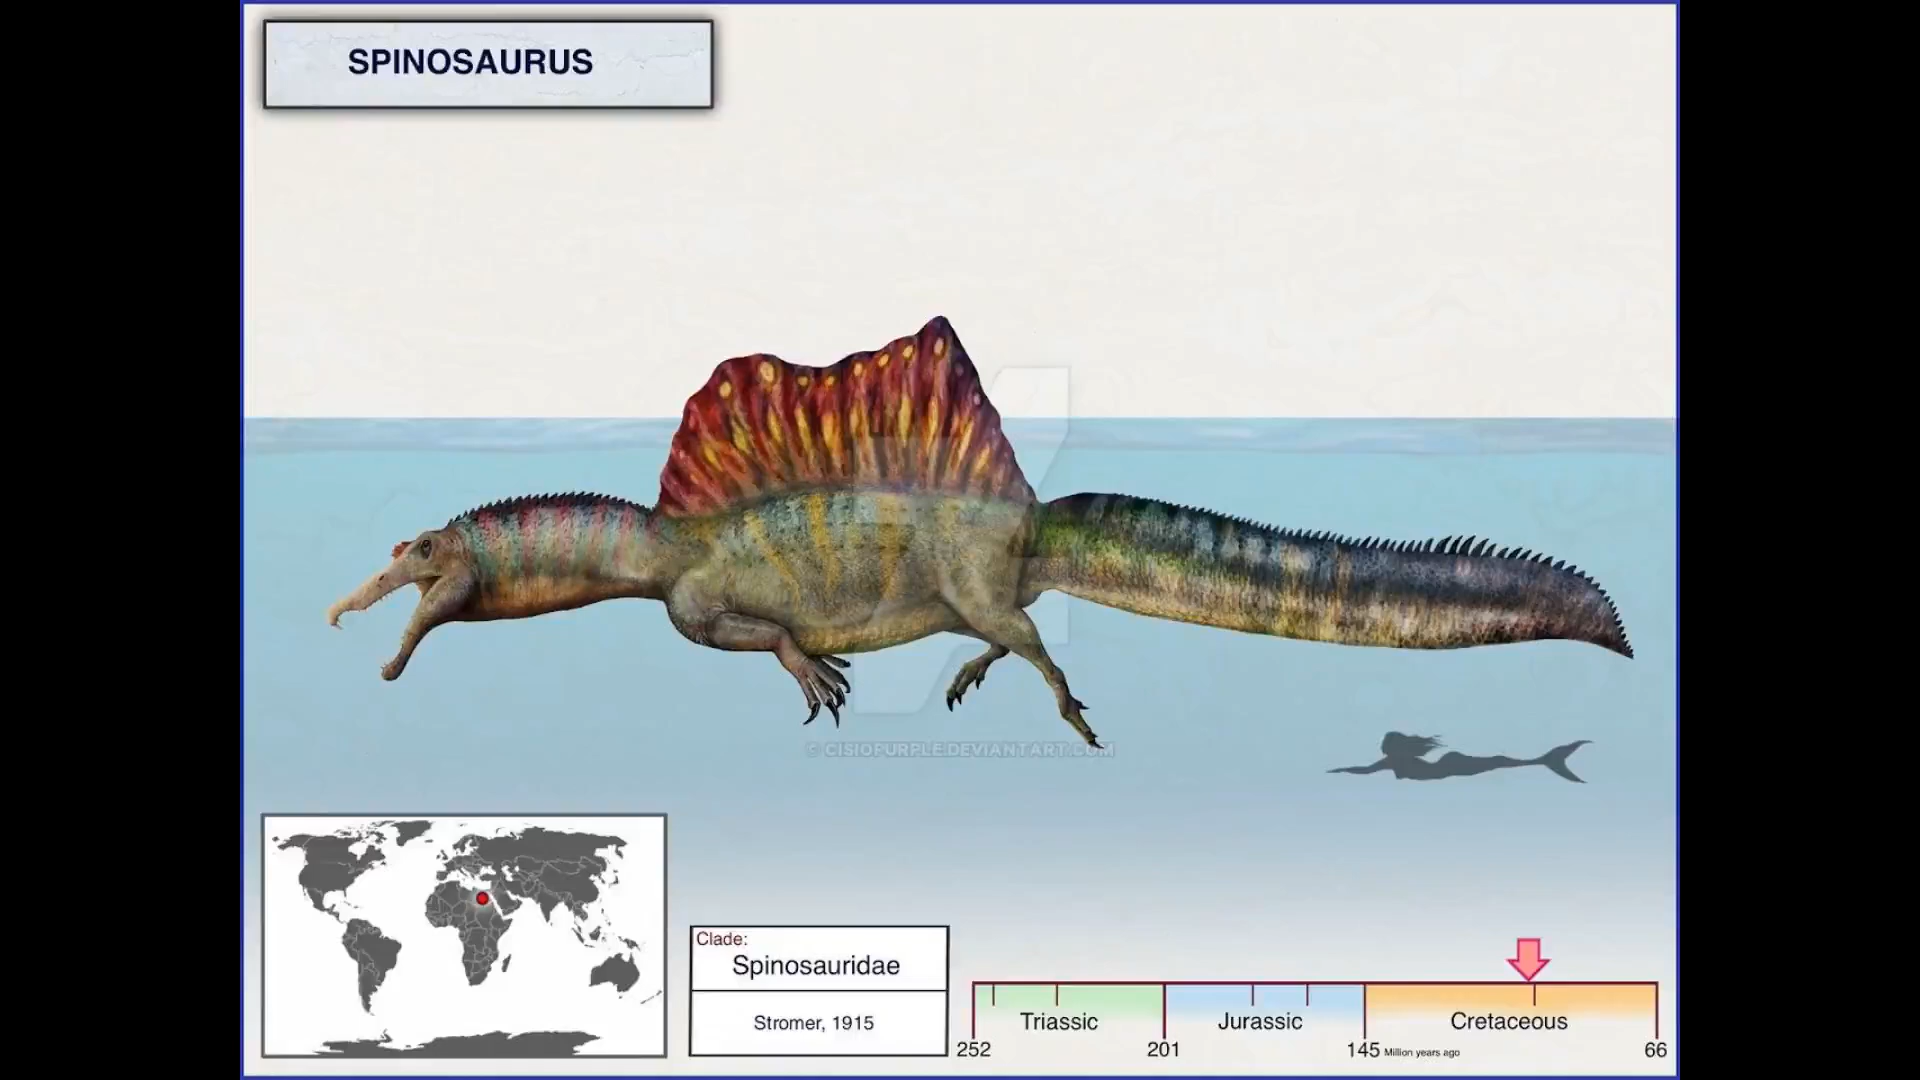 SPINOSAURUS
© CISIOPURPLE.DEVIANTART.COM
Clade:
Spinosauridae
Stromer, 1915
Triassic
Jurassic
Cretaceous
252
201
145 Million years ago
66